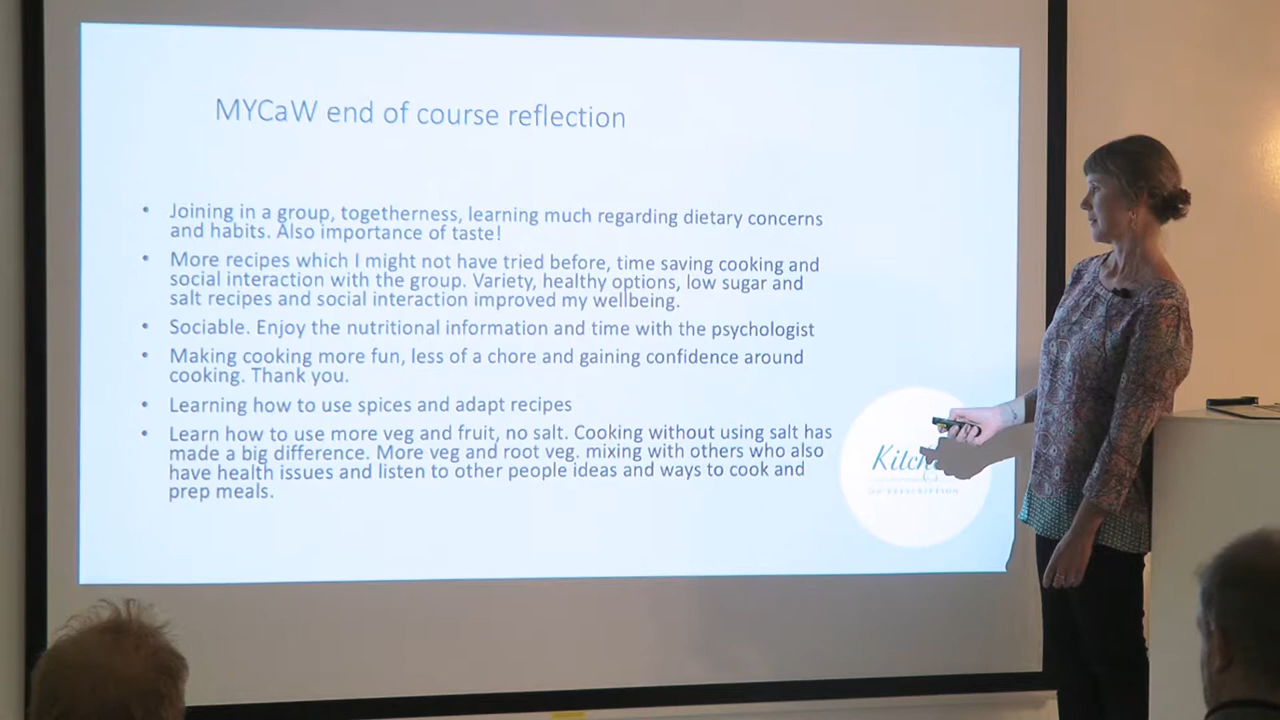 MYCaW end of course reflection
• Joining in a group, togetherness, learning much regarding dietary concerns
and habits. Also importance of taste!
• More recipes which I might not have tried before, time saving cooking and
social interaction with the group. Variety, healthy options, low sugar and
salt recipes and social interaction improved my wellbeing.
• Sociable. Enjoy the nutritional information and time with the psychologist
• Making cooking more fun, less of a chore and gaining confidence around
cooking. Thank you.
• Learning how to use spices and adapt recipes
• Learn how to use more veg and fruit, no salt. Cooking without using salt has
made a big difference. More veg and root veg. mixing with others who also
have health issues and listen to other people ideas and ways to cook and
prep meals.
ON PRESCRIPTION